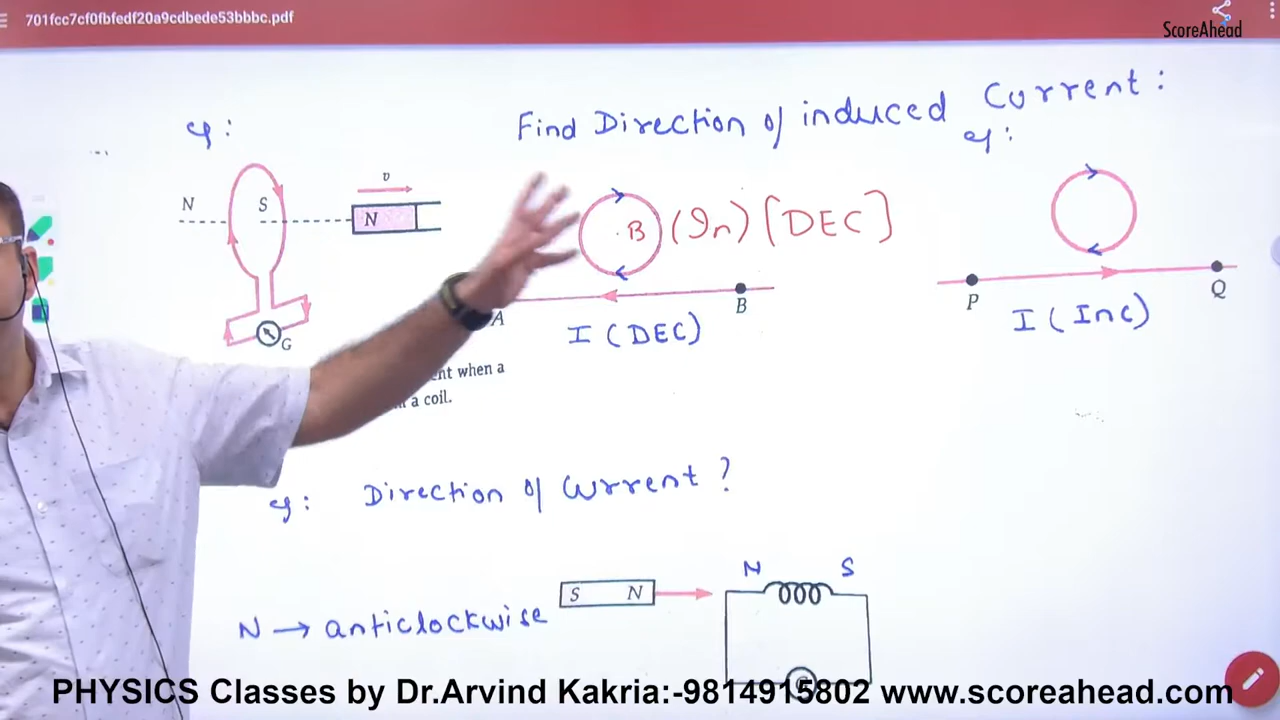 701fcc7cf0fbfedf20a9cdbede53bbbc.pdf
ScoreAhead
eg:
Find Direction of induced Current:
eg:
N
S
v
N
G
B (In) [DEC]
A
B
I (DEC)
P
Q
I (Inc)
nt when a
a coil.
eg: Direction of Current?
N → anticlockwise
S N
N
S
G
PHYSICS Classes by Dr.Arvind Kakria:-9814915802 www.scoreahead.com